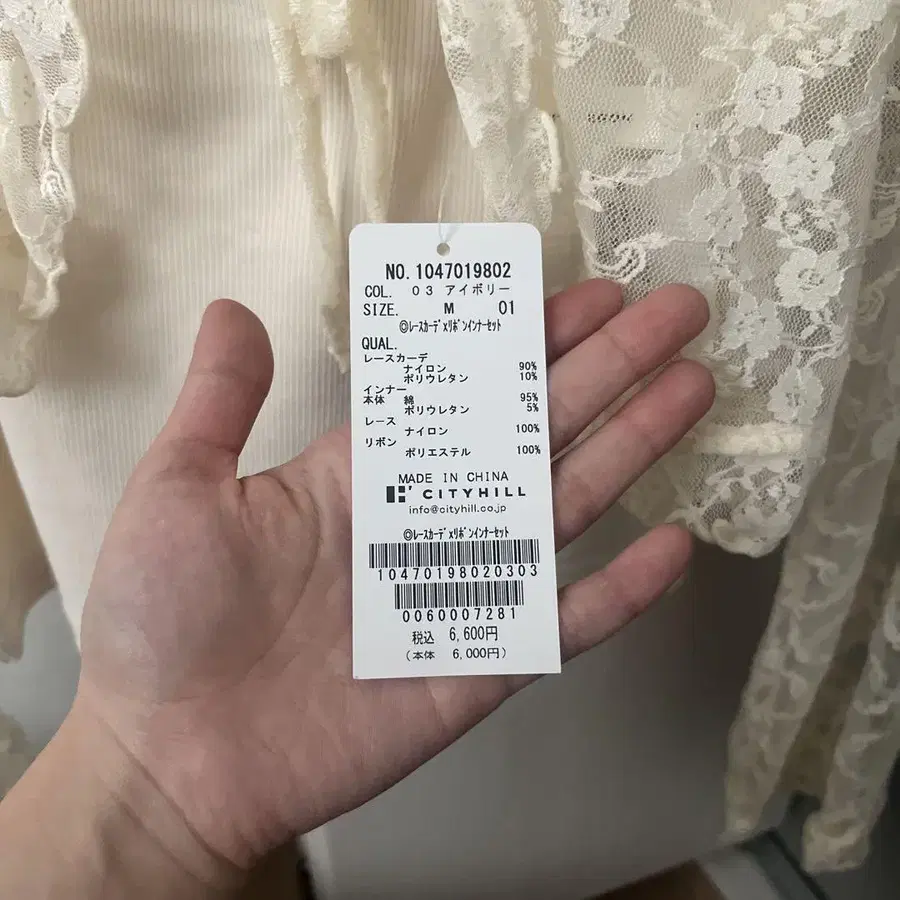 NO. 1047019802
COL. 03 アイボリー
SIZE. M 01
◎ﾚｰｽｶｰﾃﾞxﾘﾎﾞﾝｲﾝﾅｰｾｯﾄ
QUAL.
レースカーデ
ナイロン 90%
ポリウレタン 10%
インナー
本体 綿 95%
ポリウレタン 5%
レース
ナイロン 100%
リボン
ポリエステル 100%
MADE IN CHINA
CITYHILL
info@cityhill.co.jp
◎ﾚｰｽｶｰﾃﾞxﾘﾎﾞﾝｲﾝﾅｰｾｯﾄ
10470198020303
0060007281
税込 6,600円
(本体 6,000円)